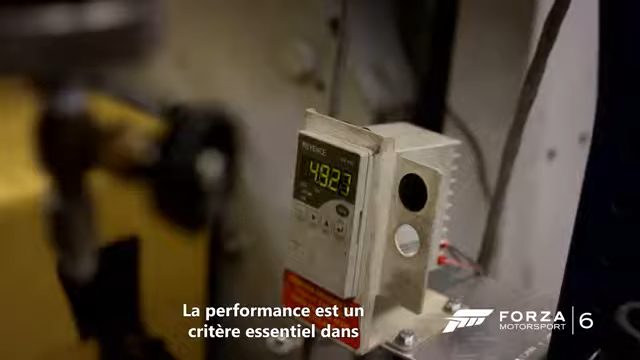 KEYENCE
4.923
La performance est un
critère essentiel dans
FORZA
MOTORSPORT
6